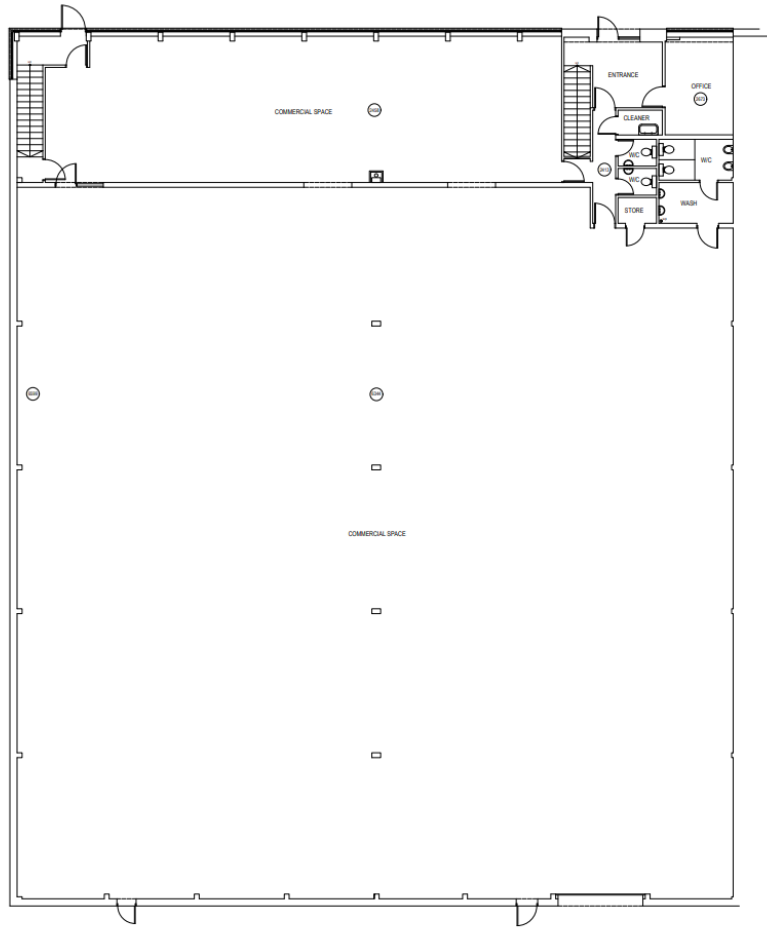 ENTRANCE
OFFICE
COMMERCIAL SPACE
CLEANER
W/C
W/C
W/C
STORE
WASH
COMMERCIAL SPACE